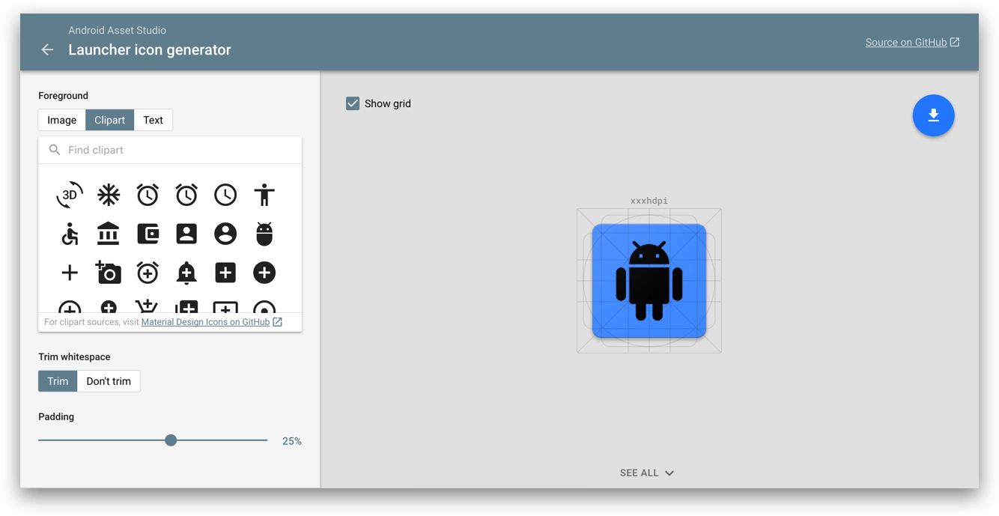 Android Asset Studio
Launcher icon generator
Source on GitHub
Foreground
Image Clipart Text
Find clipart
3D
For clipart sources, visit Material Design Icons on GitHub
Trim whitespace
Trim Don't trim
Padding
25%
Show grid
xxxhdpi
SEE ALL